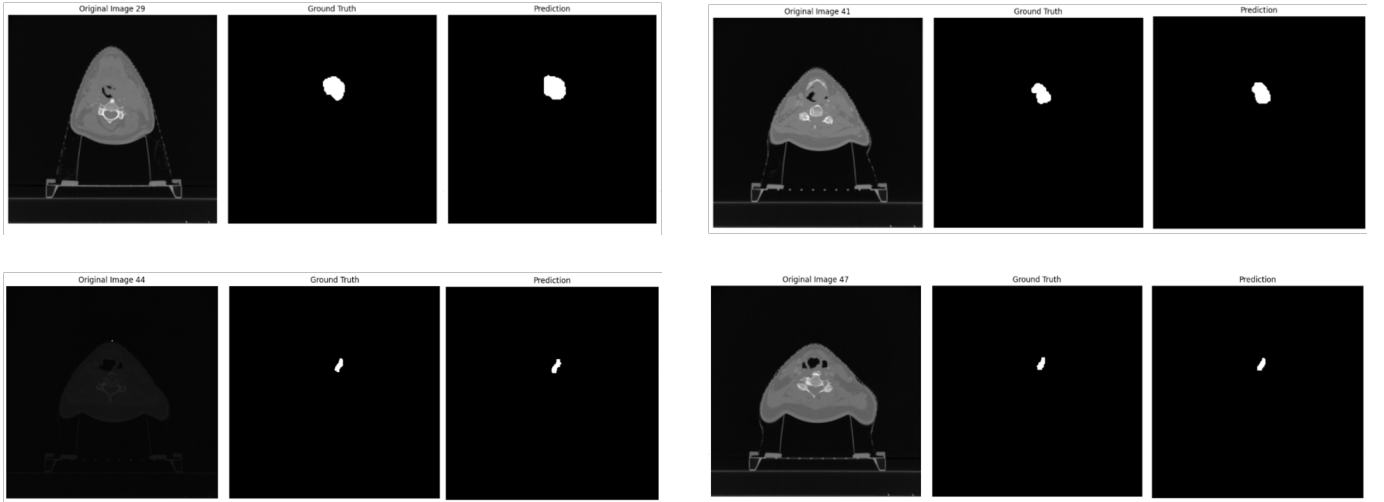 Original Image 29
Ground Truth
Prediction
Original Image 41
Ground Truth
Prediction
Original Image 44
Ground Truth
Prediction
Original Image 47
Ground Truth
Prediction